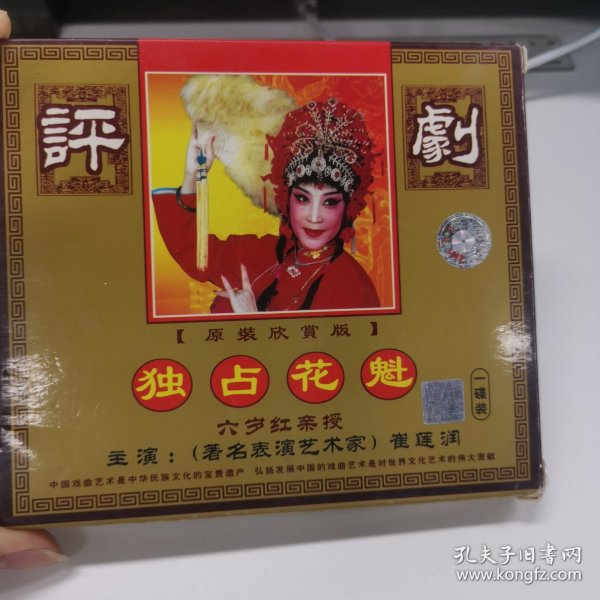 評劇
【原裝欣賞版】
独占花魁
一碟装
六岁红亲授
主演：（著名表演艺术家）崔莲润
中国戏曲艺术是中华民族文化的宝贵遗产 弘扬发展中国的戏曲艺术是对世界文化艺术的伟大贡献
孔夫子旧书网
www.kongfz.com